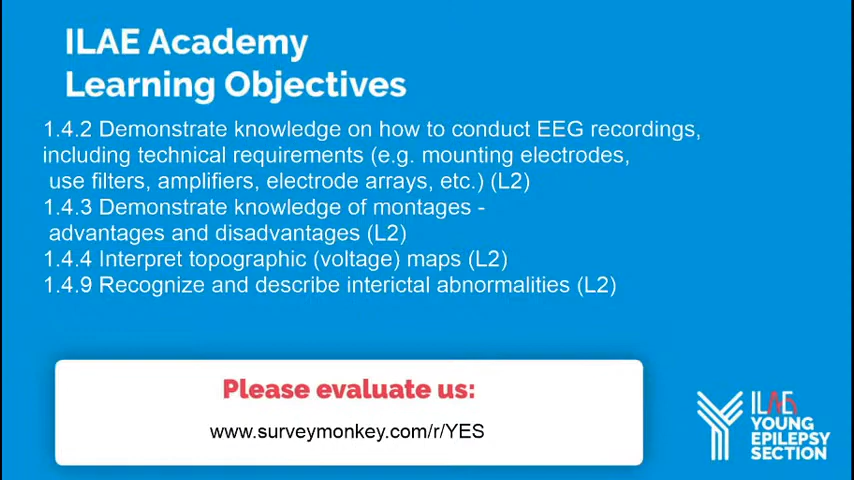 ILAE Academy
Learning Objectives
1.4.2 Demonstrate knowledge on how to conduct EEG recordings,
including technical requirements (e.g. mounting electrodes,
use filters, amplifiers, electrode arrays, etc.) (L2)
1.4.3 Demonstrate knowledge of montages -
advantages and disadvantages (L2)
1.4.4 Interpret topographic (voltage) maps (L2)
1.4.9 Recognize and describe interictal abnormalities (L2)
Please evaluate us:
www.surveymonkey.com/r/YES
ILAE
YOUNG
EPILEPSY
SECTION